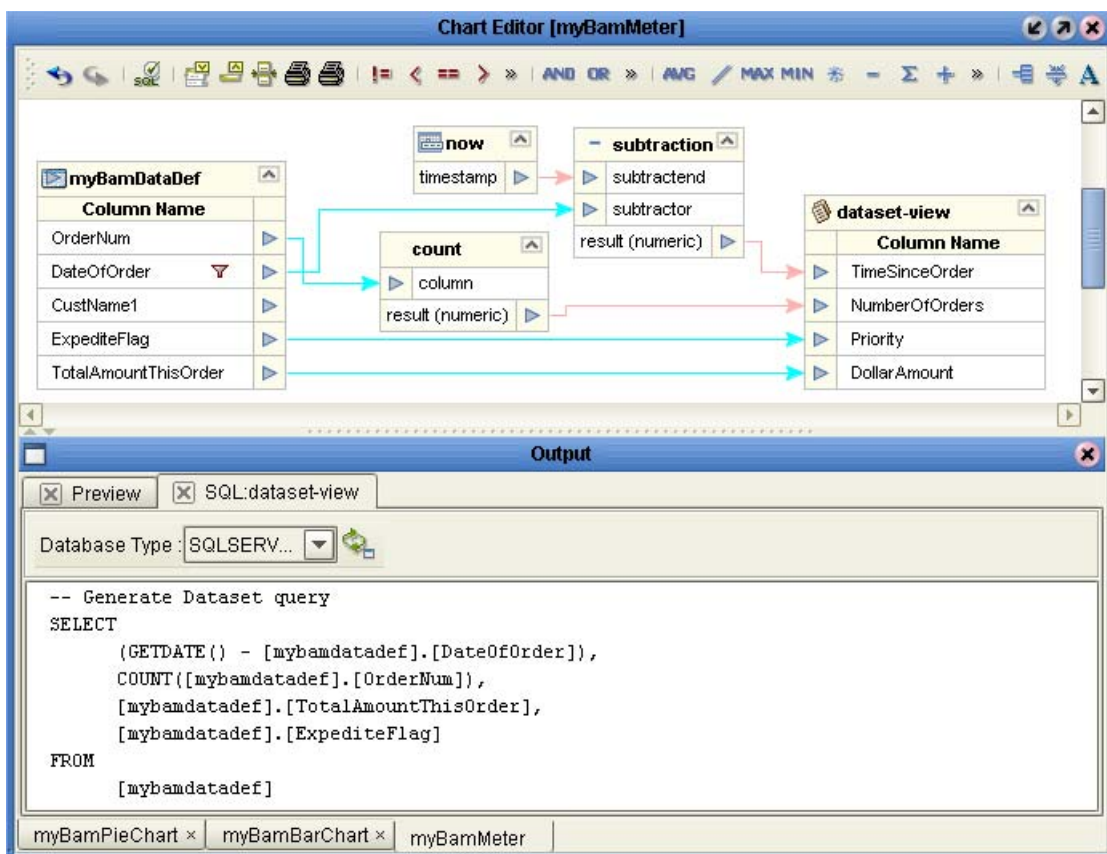 Chart Editor [myBamMeter]
SQL != < == > » AND OR » AVG MAX MIN - Σ + » A
now
timestamp
subtraction
subtractend
subtractor
result (numeric)
myBamDataDef
Column Name
OrderNum
DateOfOrder
CustName1
ExpediteFlag
TotalAmountThisOrder
count
column
result (numeric)
dataset-view
Column Name
TimeSinceOrder
NumberOfOrders
Priority
DollarAmount
Output
Preview SQL:dataset-view
Database Type : SQLSERV...
-- Generate Dataset query
SELECT
(GETDATE() - [mybamdatadef].[DateOfOrder]),
COUNT([mybamdatadef].[OrderNum]),
[mybamdatadef].[TotalAmountThisOrder],
[mybamdatadef].[ExpediteFlag]
FROM
[mybamdatadef]
myBamPieChart × myBamBarChart × myBamMeter